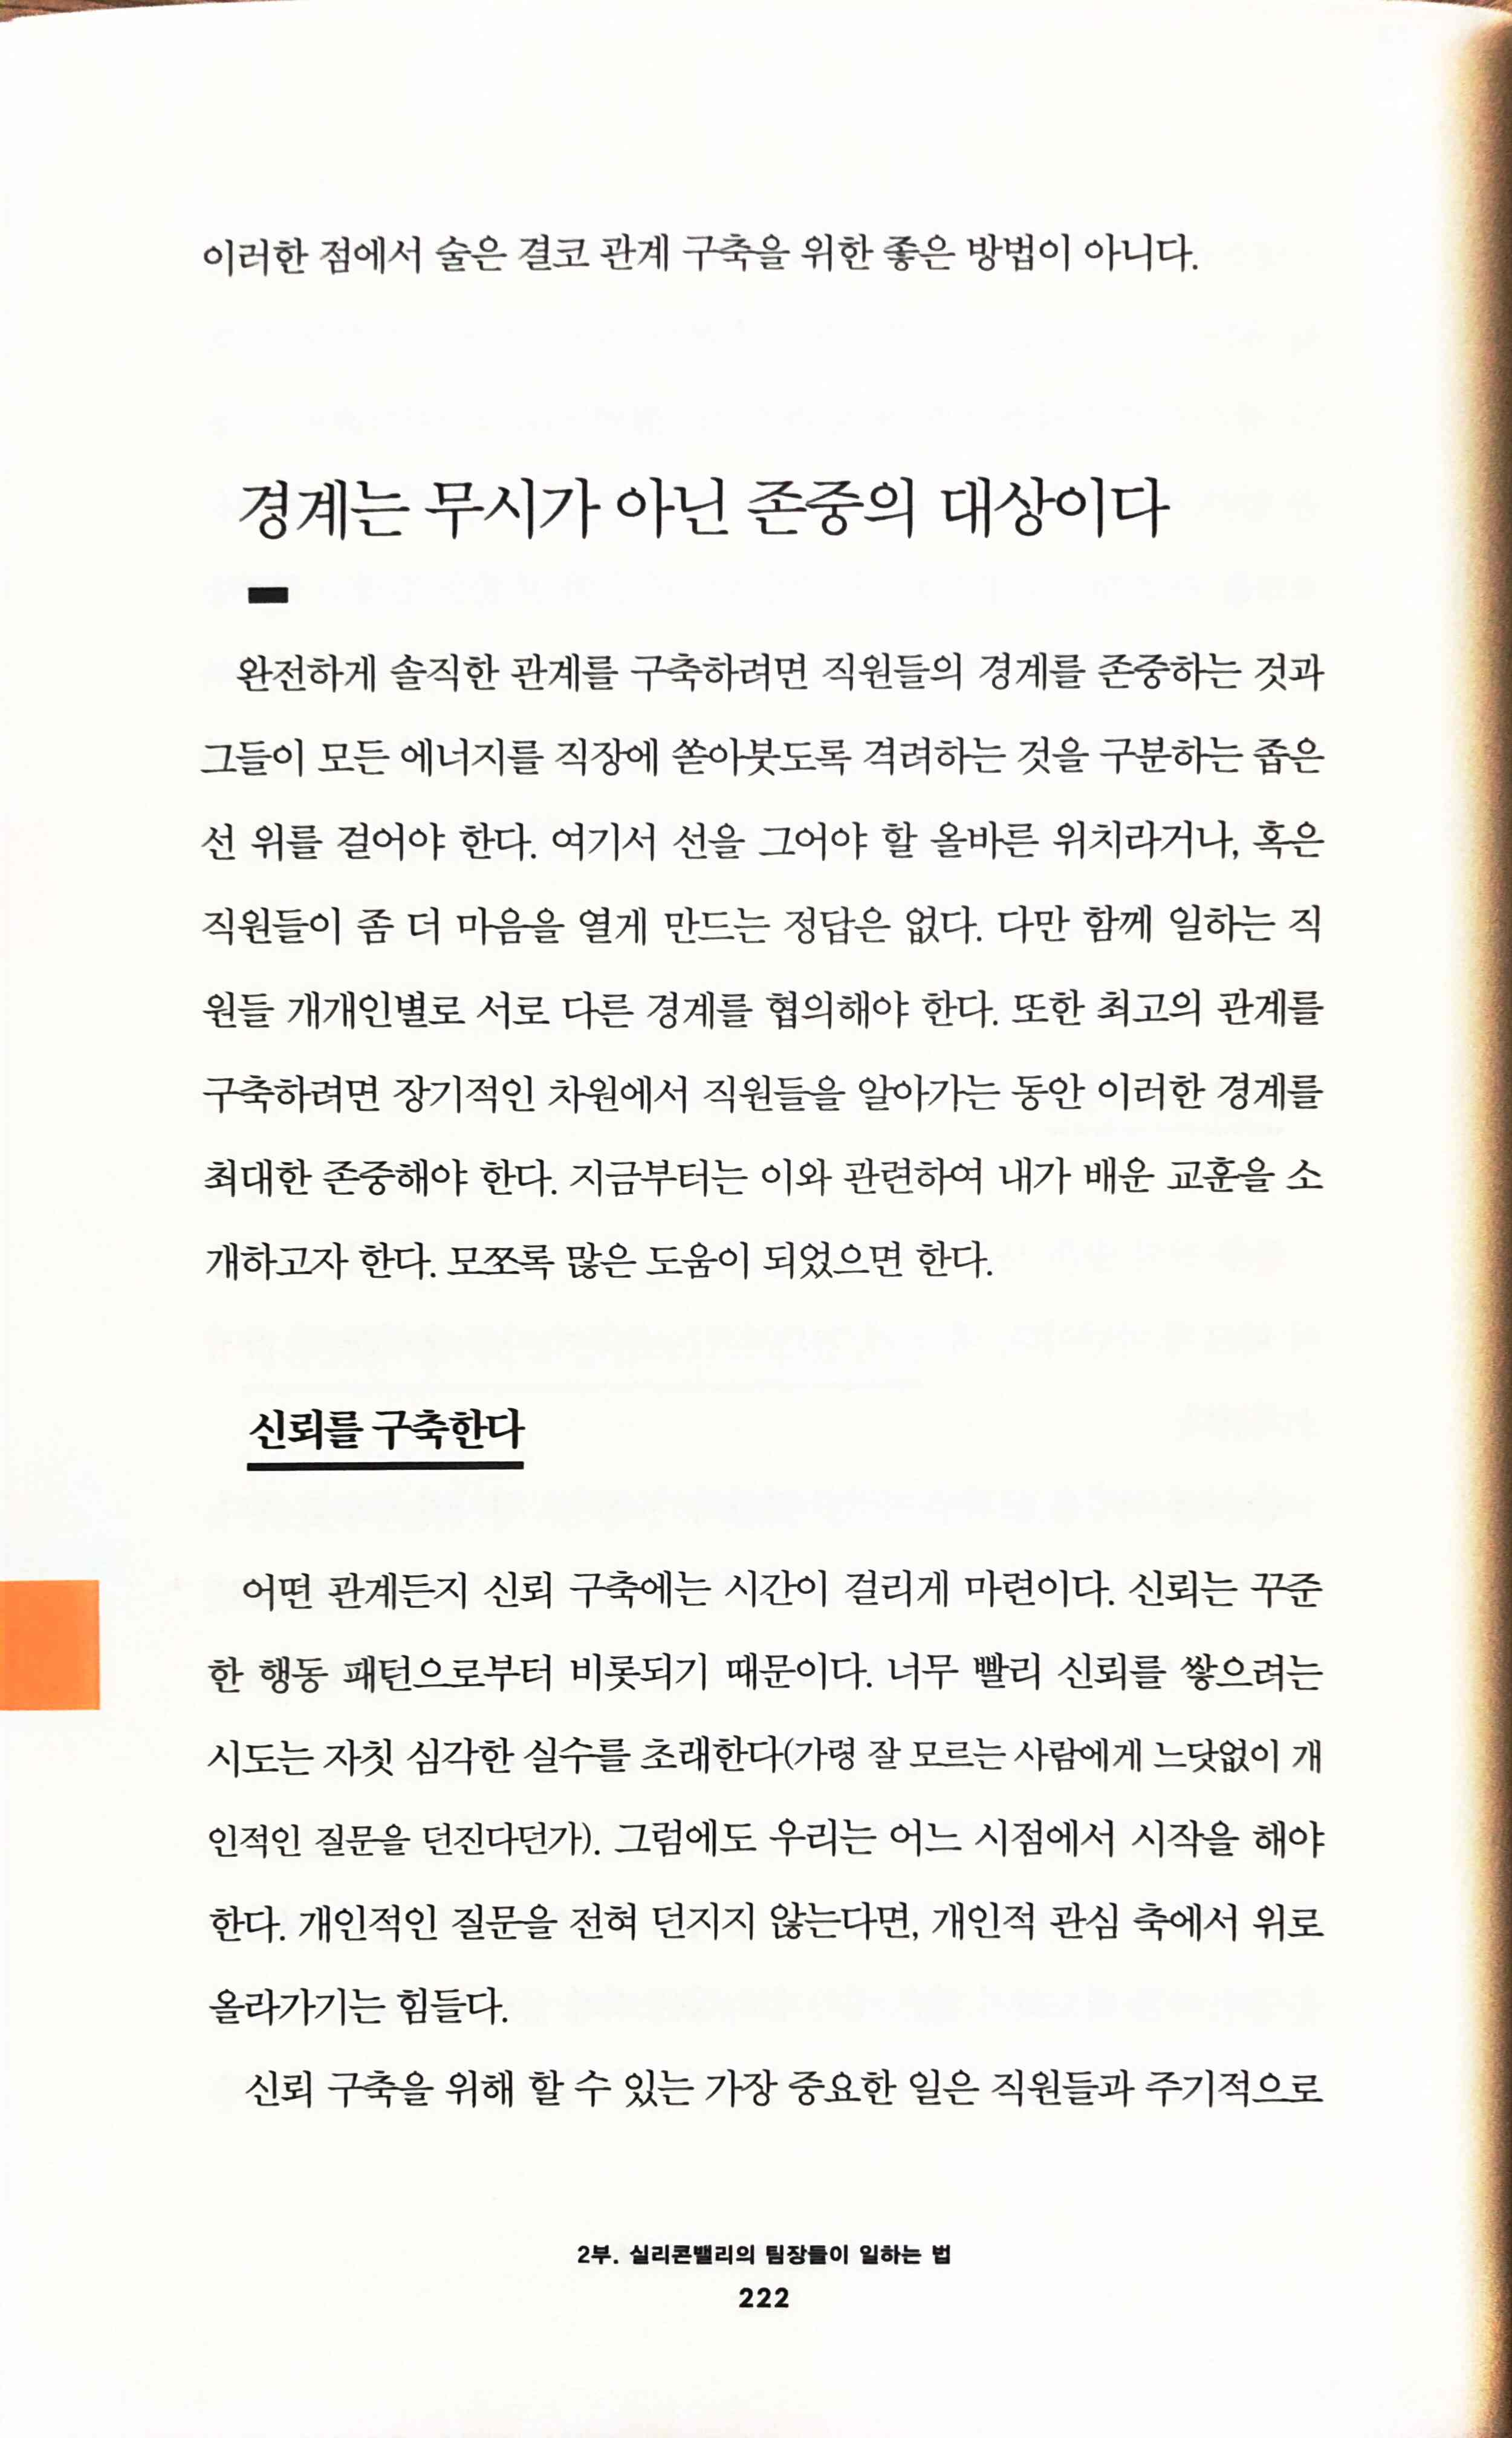 이러한 점에서 술은 결코 관계 구축을 위한 좋은 방법이 아니다.
경계는 무시가 아닌 존중의 대상이다
완전하게 솔직한 관계를 구축하려면 직원들의 경계를 존중하는 것과
그들이 모든 에너지를 직장에 쏟아붓도록 격려하는 것을 구분하는 좁은
선 위를 걸어야 한다. 여기서 선을 그어야 할 올바른 위치라거나, 혹은
직원들이 좀 더 마음을 열게 만드는 정답은 없다. 다만 함께 일하는 직
원들 개개인별로 서로 다른 경계를 협의해야 한다. 또한 최고의 관계를
구축하려면 장기적인 차원에서 직원들을 알아가는 동안 이러한 경계를
최대한 존중해야 한다. 지금부터는 이와 관련하여 내가 배운 교훈을 소
개하고자 한다. 모쪼록 많은 도움이 되었으면 한다.
신뢰를 구축한다
어떤 관계든지 신뢰 구축에는 시간이 걸리게 마련이다. 신뢰는 꾸준
한 행동 패턴으로부터 비롯되기 때문이다. 너무 빨리 신뢰를 쌓으려는
시도는 자칫 심각한 실수를 초래한다(가령 잘 모르는 사람에게 느닷없이 개
인적인 질문을 던진다던가). 그럼에도 우리는 어느 시점에서 시작을 해야
한다. 개인적인 질문을 전혀 던지지 않는다면, 개인적 관심 축에서 위로
올라가기는 힘들다.
신뢰 구축을 위해 할 수 있는 가장 중요한 일은 직원들과 주기적으로
2부. 실리콘밸리의 팀장들이 일하는 법
222